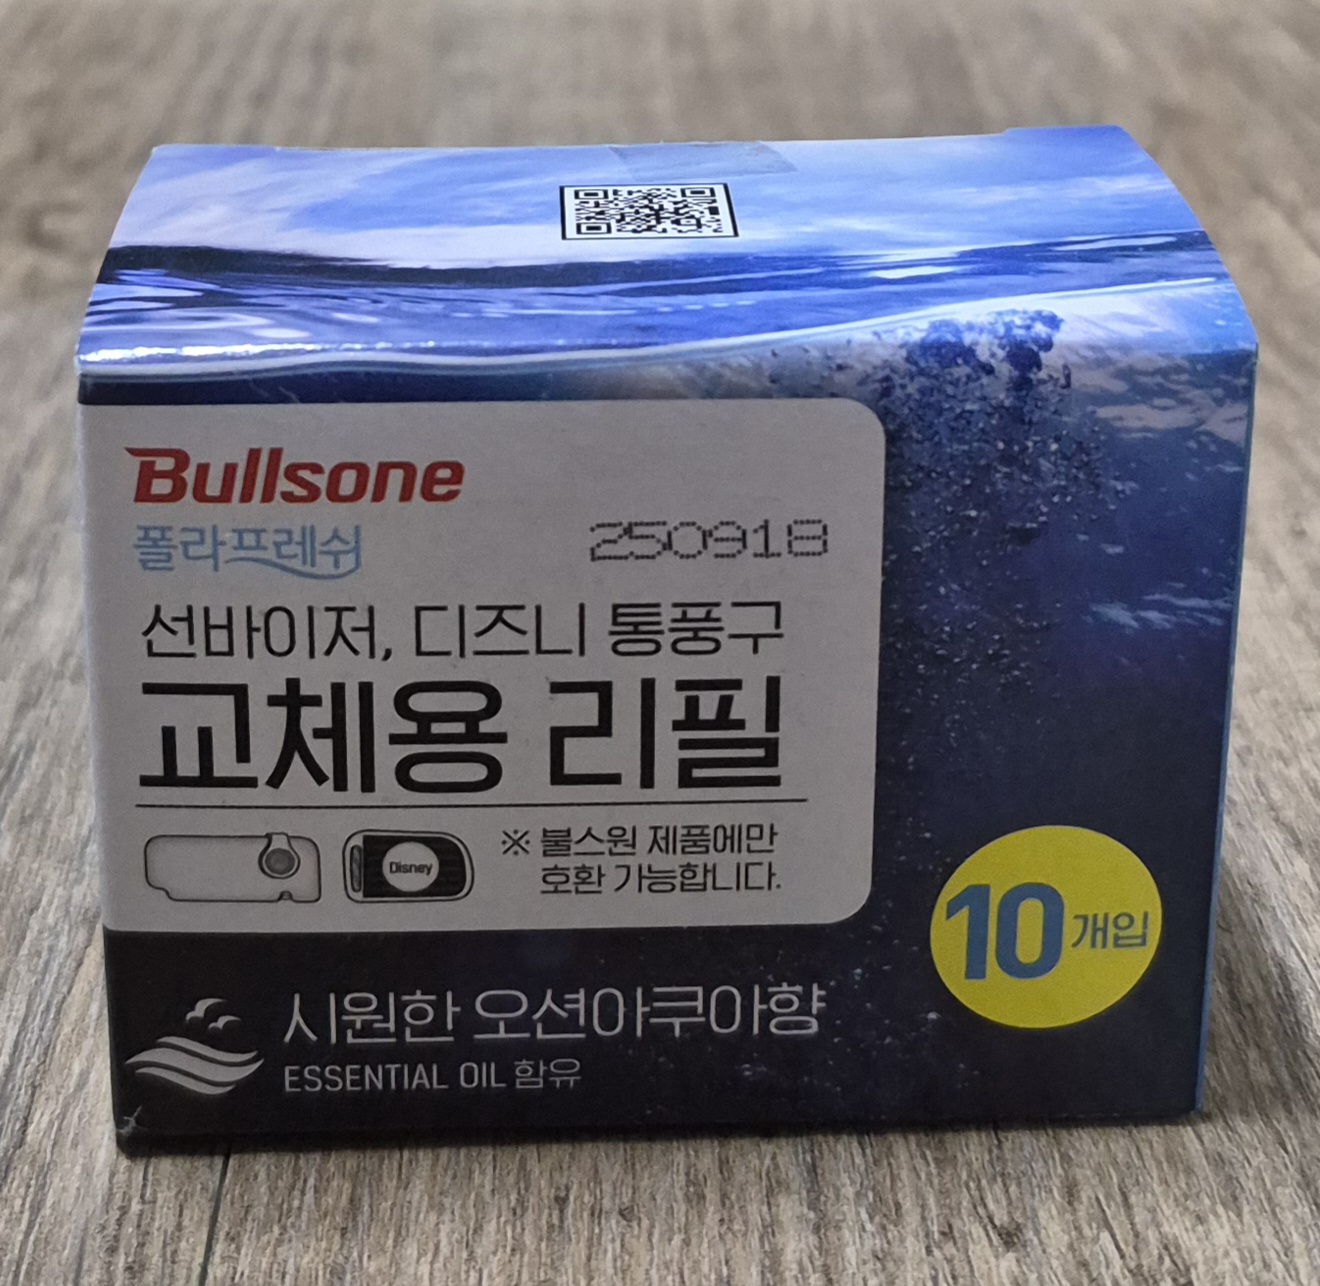 Bullsone
폴라프레쉬
250918
선바이저, 디즈니 통풍구
교체용 리필
Disney
※ 불스원 제품에만
호환 가능합니다.
10개입
시원한 오션아쿠아향
ESSENTIAL OIL 함유